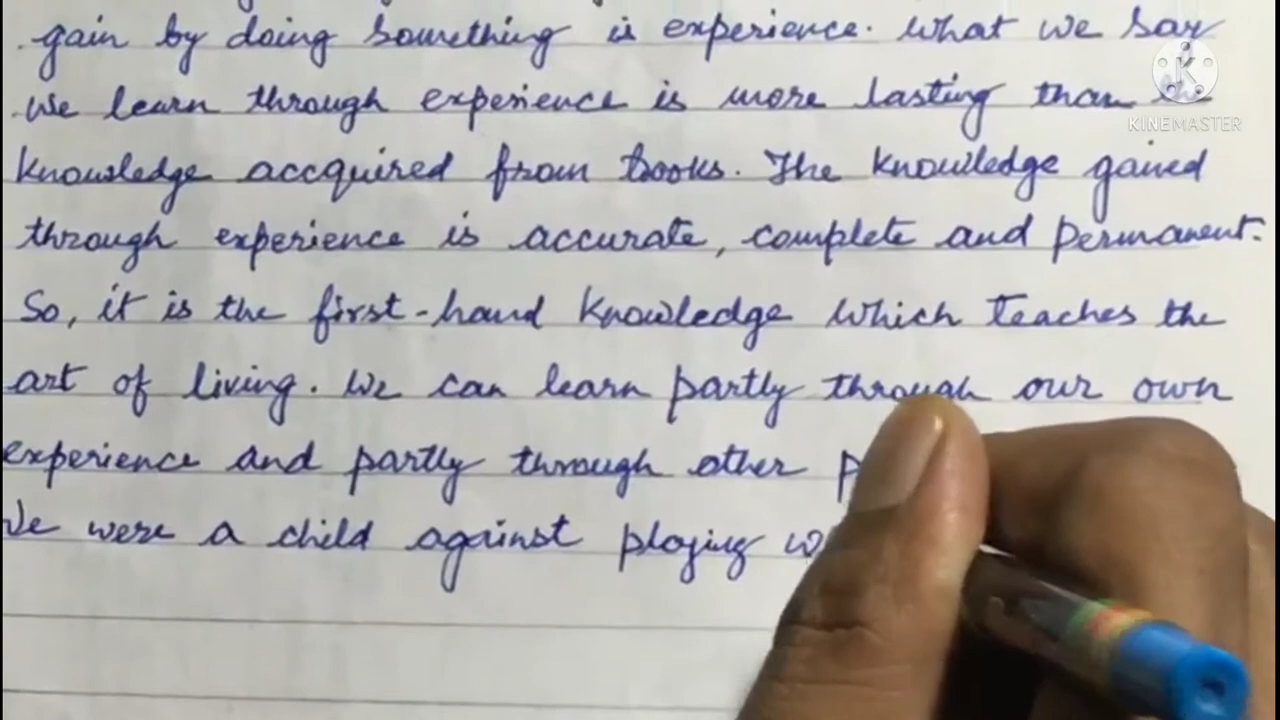 gain by doing something is experience. What we say
We learn through experience is more lasting than the
knowledge accquired from books. The knowledge gained
through experience is accurate, complete and permanent.
So, it is the first-hand knowledge which teaches the
art of living. We can learn partly through our own
experience and partly through other
We were a child against playing
KINEMASTER